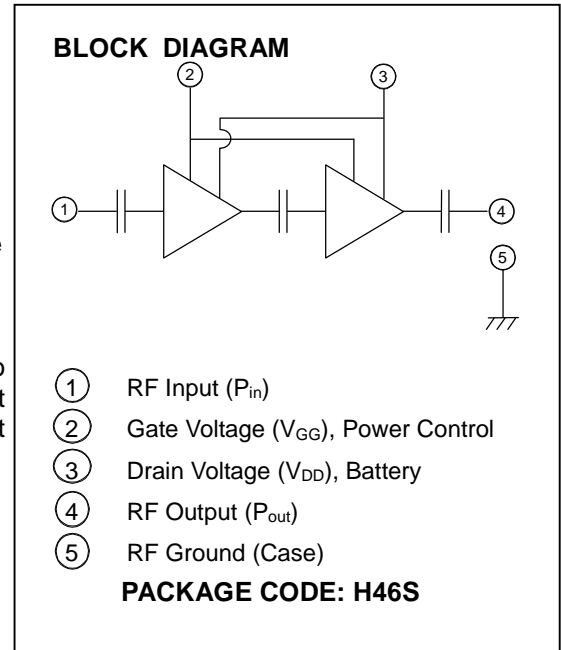 BLOCK DIAGRAM
2
3
1
4
5
1 RF Input (Pin)
2 Gate Voltage (VGG), Power Control
3 Drain Voltage (VDD), Battery
4 RF Output (Pout)
5 RF Ground (Case)
PACKAGE CODE: H46S